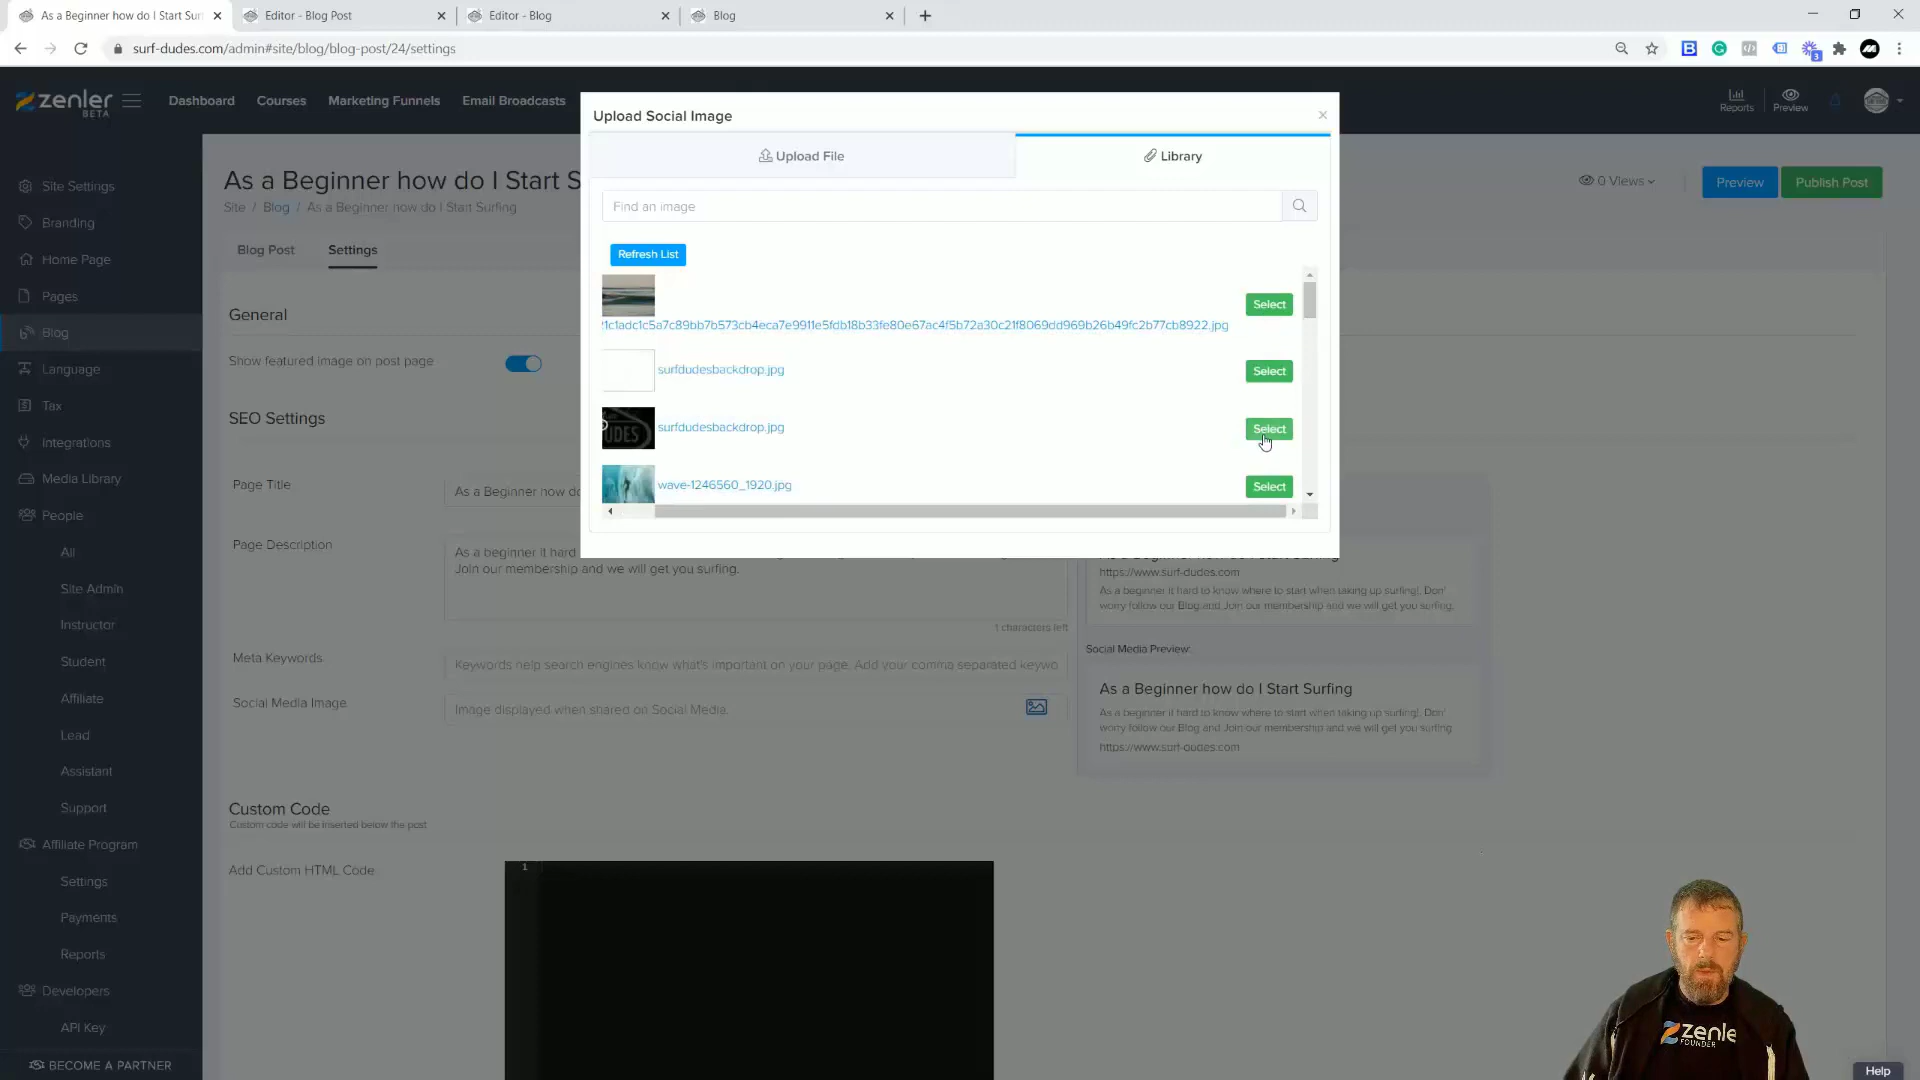 As a Beginner how do I Start Surf
Editor - Blog Post
Editor - Blog
Blog
surf-dudes.com/admin#site/blog/blog-post/24/settings
zenler
BETA
Dashboard
Courses
Marketing Funnels
Email Broadcasts
Reports
Preview
Upload Social Image
Upload File
Library
Find an image
Refresh List
Select
21c1adc1c5a7c89bb7b573cb4eca7e9911e5fdb18b33fe80e67ac4f5b72a30c21f8069dd969b26b49fc2b77cb8922.jpg
surfdudesbackdrop.jpg
Select
UDES
surfdudesbackdrop.jpg
Select
wave-1246560_1920.jpg
Select
Site Settings
Branding
Home Page
Pages
Blog
Language
Tax
Integrations
Media Library
People
All
Site Admin
Instructor
Student
Affiliate
Lead
Assistant
Support
Affiliate Program
Settings
Payments
Reports
Developers
API Key
BECOME A PARTNER
As a Beginner how do I Start S
Site / Blog / As a Beginner how do I Start Surfing
0 Views
Preview
Publish Post
Blog Post
Settings
General
Show featured image on post page
SEO Settings
Page Title
As a Beginner how do
Page Description
As a beginner it hard
Join our membership and we will get you surfing.
1 characters left
Meta Keywords
Keywords help search engines know what's important on your page. Add your comma separated keywo
Social Media Image
Image displayed when shared on Social Media.
https://www.surf-dudes.com
As a beginner it hard to know where to start when taking up surfing!. Don'
worry follow our Blog and Join our membership and we will get you surfing.
Social Media Preview:
As a Beginner how do I Start Surfing
As a beginner it hard to know where to start when taking up surfing!. Don'
worry follow our Blog and Join our membership and we will get you surfing
https://www.surf-dudes.com
Custom Code
Custom code will be inserted below the post
Add Custom HTML Code
1
zenle
FOUNDER
Help